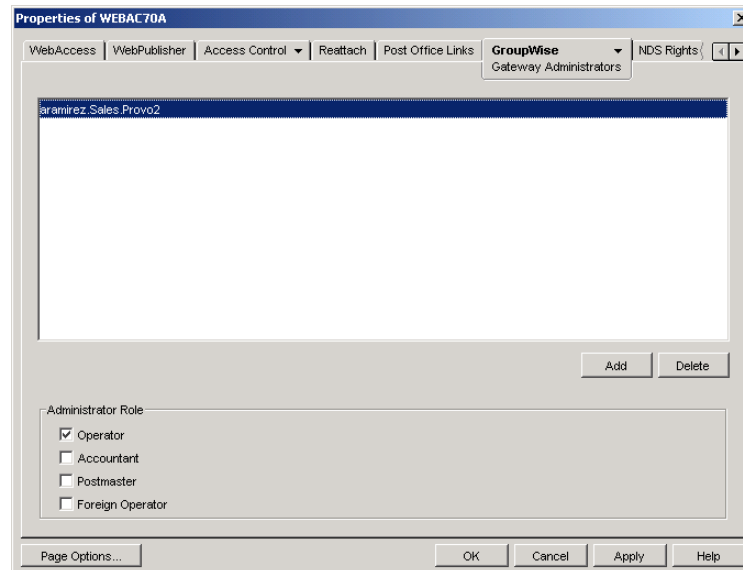 Properties of WEBAC70A
WebAccess WebPublisher Access Control Reattach Post Office Links GroupWise NDS Rights
Gateway Administrators
aramirez.Sales.Provo2
Add Delete
Administrator Role
Operator
Accountant
Postmaster
Foreign Operator
Page Options... OK Cancel Apply Help